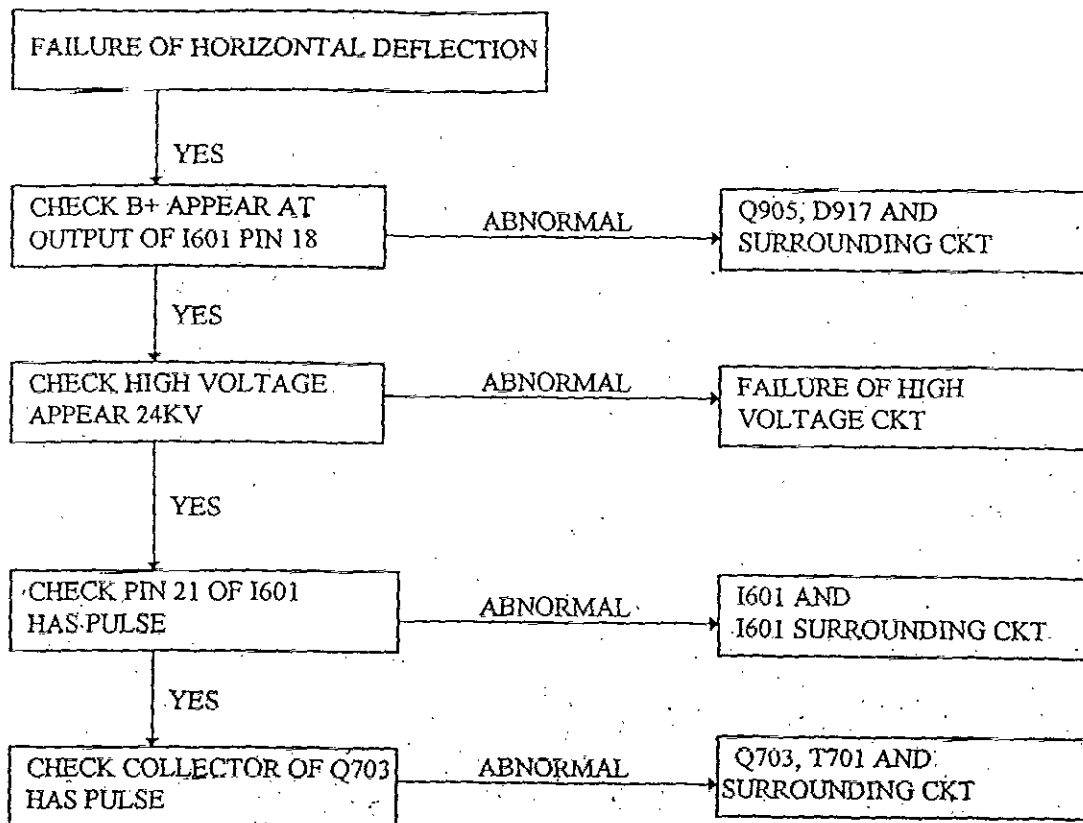 FAILURE OF HORIZONTAL DEFLECTION
YES
CHECK B+ APPEAR AT
OUTPUT OF I601 PIN 18
ABNORMAL
Q905, D917 AND
SURROUNDING CKT
YES
CHECK HIGH VOLTAGE
APPEAR 24KV
ABNORMAL
FAILURE OF HIGH
VOLTAGE CKT
YES
CHECK PIN 21 OF I601
HAS PULSE
ABNORMAL
I601 AND
I601 SURROUNDING CKT
YES
CHECK COLLECTOR OF Q703
HAS PULSE
ABNORMAL
Q703, T701 AND
SURROUNDING CKT